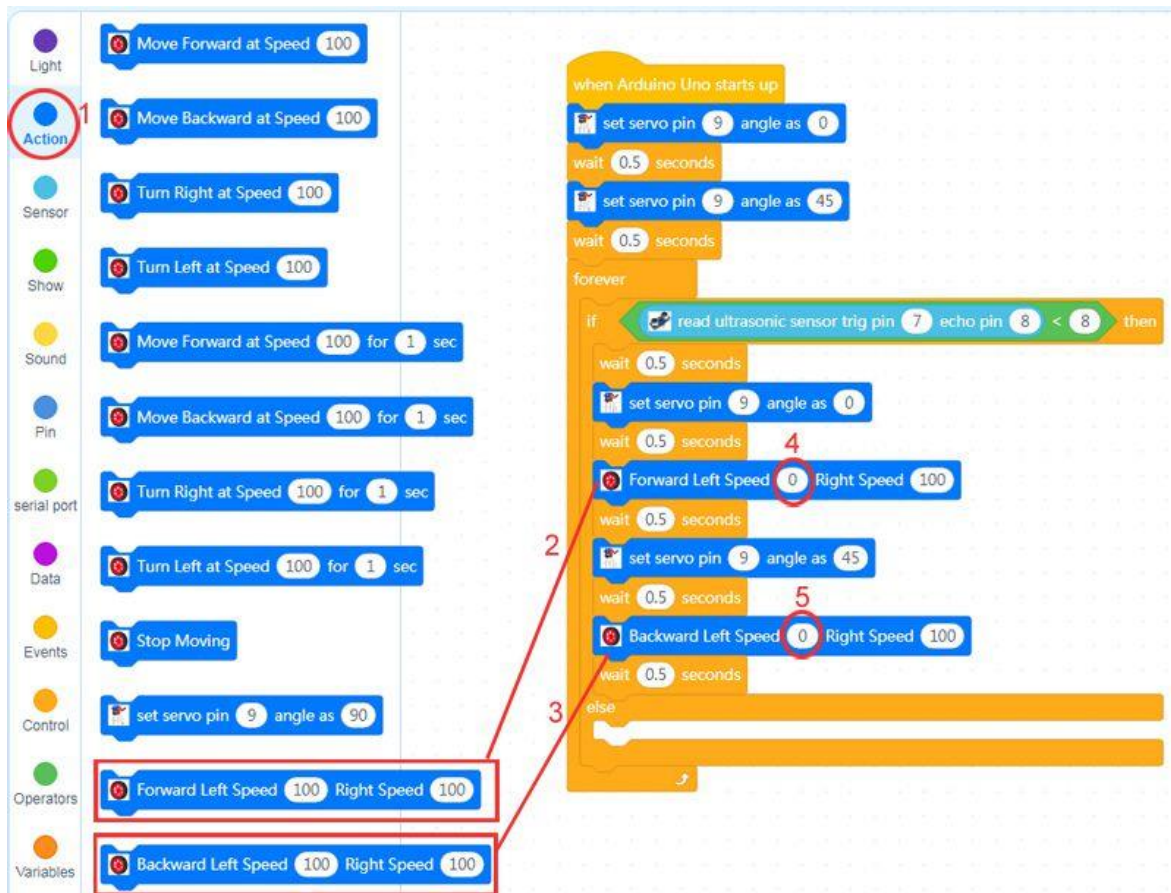 Light
Action
Sensor
Show
Sound
Pin
serial port
Data
Events
Control
Operators
Variables
1
Move Forward at Speed 100
Move Backward at Speed 100
Turn Right at Speed 100
Turn Left at Speed 100
Move Forward at Speed 100 for 1 sec
Move Backward at Speed 100 for 1 sec
Turn Right at Speed 100 for 1 sec
Turn Left at Speed 100 for 1 sec
Stop Moving
set servo pin 9 angle as 90
Forward Left Speed 100 Right Speed 100
Backward Left Speed 100 Right Speed 100
2
3
when Arduino Uno starts up
set servo pin 9 angle as 0
wait 0.5 seconds
set servo pin 9 angle as 45
wait 0.5 seconds
forever
if read ultrasonic sensor trig pin 7 echo pin 8 < 8 then
wait 0.5 seconds
set servo pin 9 angle as 0
wait 0.5 seconds
4
Forward Left Speed 0 Right Speed 100
wait 0.5 seconds
set servo pin 9 angle as 45
wait 0.5 seconds
5
Backward Left Speed 0 Right Speed 100
wait 0.5 seconds
else